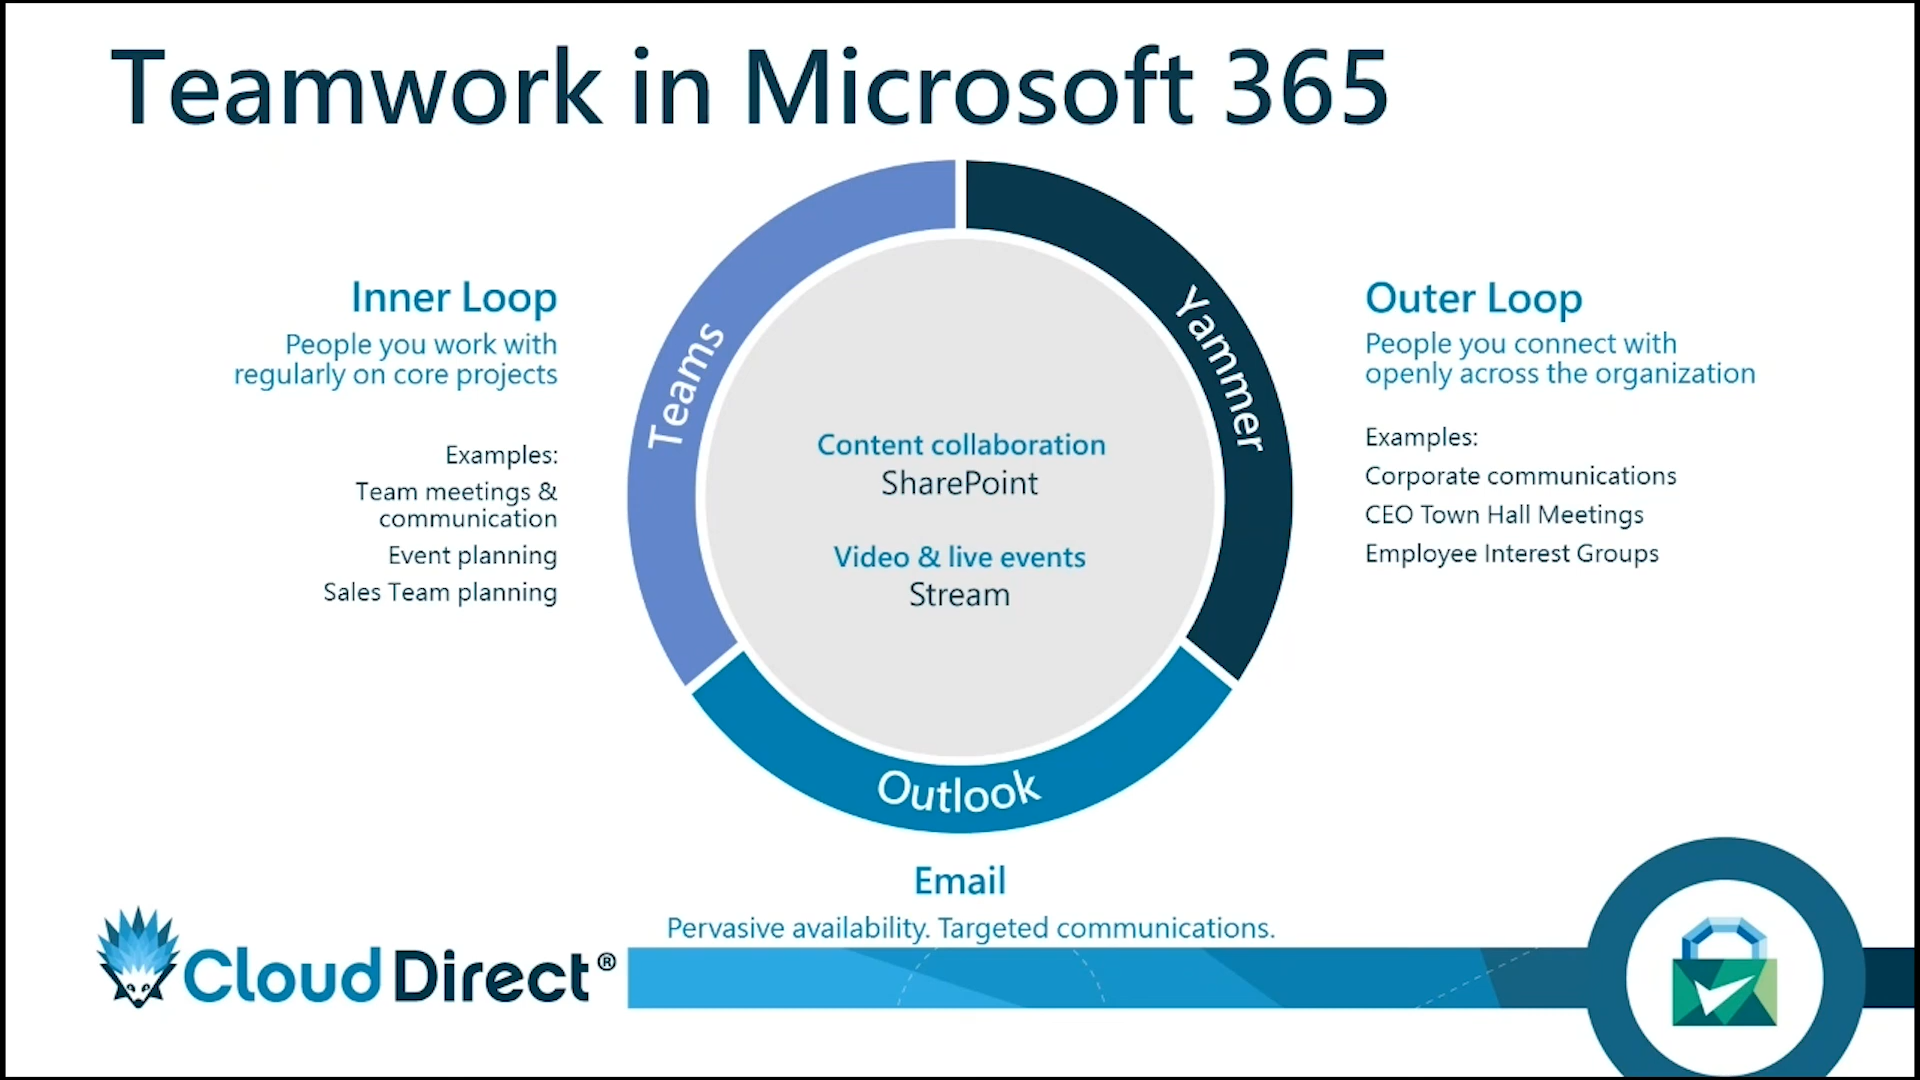 Teamwork in Microsoft 365
Inner Loop
People you work with
regularly on core projects
Examples:
Team meetings &
communication
Event planning
Sales Team planning
Teams
Yammer
Outlook
Content collaboration
SharePoint
Video & live events
Stream
Outer Loop
People you connect with
openly across the organization
Examples:
Corporate communications
CEO Town Hall Meetings
Employee Interest Groups
Email
Pervasive availability. Targeted communications.
Cloud Direct®